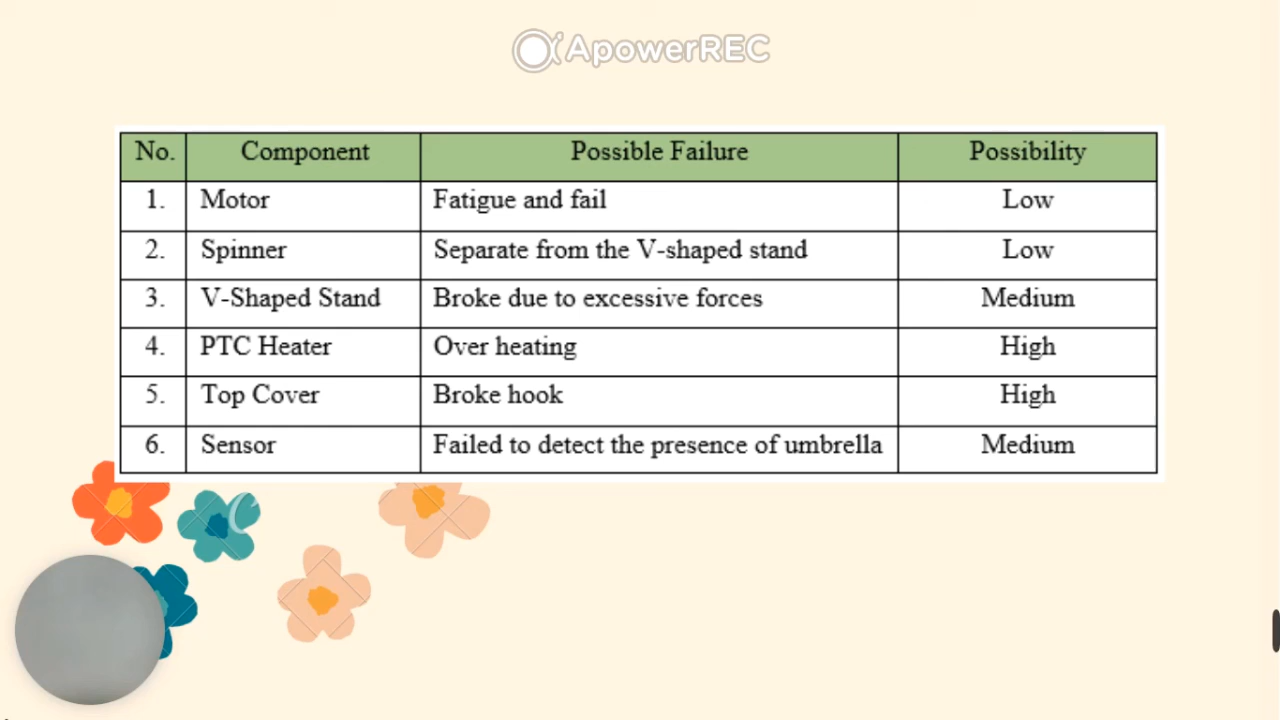 ApowerREC
No. Component Possible Failure Possibility
1. Motor Fatigue and fail Low
2. Spinner Separate from the V-shaped stand Low
3. V-Shaped Stand Broke due to excessive forces Medium
4. PTC Heater Over heating High
5. Top Cover Broke hook High
6. Sensor Failed to detect the presence of umbrella Medium